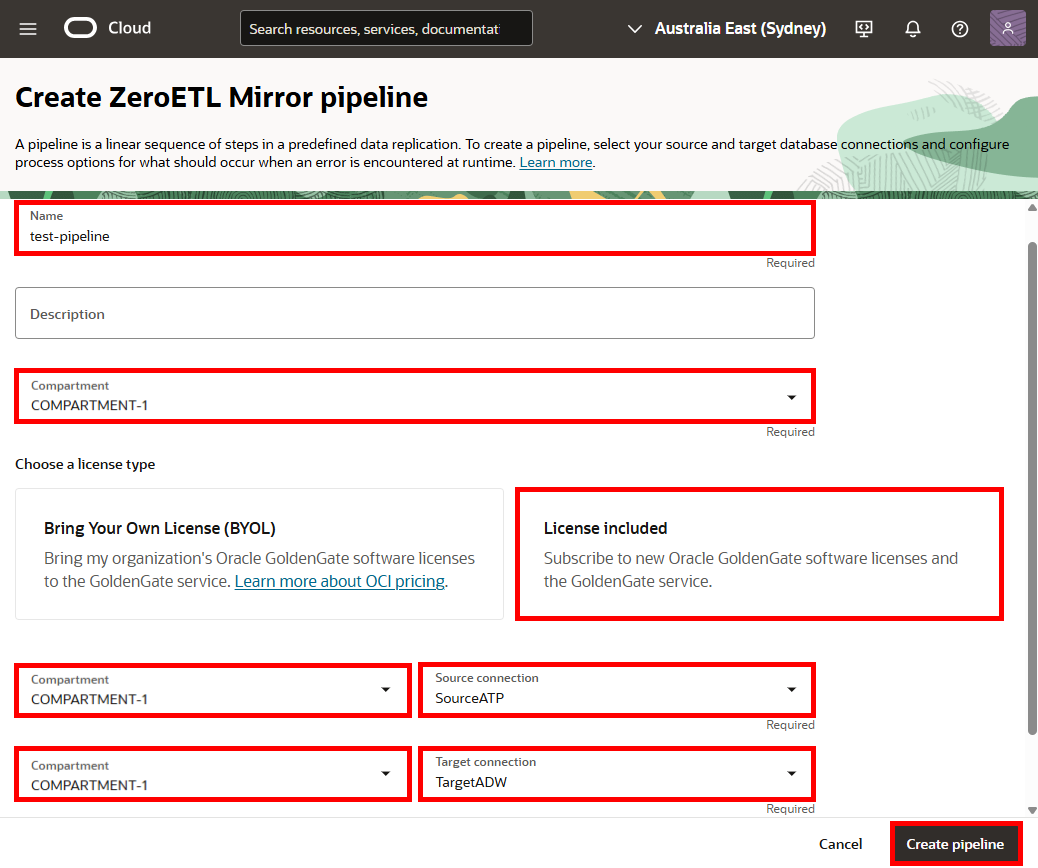 Cloud
Search resources, services, documentat
Australia East (Sydney)
Create ZeroETL Mirror pipeline
A pipeline is a linear sequence of steps in a predefined data replication. To create a pipeline, select your source and target database connections and configure
process options for what should occur when an error is encountered at runtime. Learn more.
Name
test-pipeline
Required
Description
Compartment
COMPARTMENT-1
Required
Choose a license type
Bring Your Own License (BYOL)
Bring my organization's Oracle GoldenGate software licenses
to the GoldenGate service. Learn more about OCI pricing.
License included
Subscribe to new Oracle GoldenGate software licenses and
the GoldenGate service.
Compartment
COMPARTMENT-1
Source connection
SourceATP
Required
Compartment
COMPARTMENT-1
Target connection
TargetADW
Required
Cancel
Create pipeline